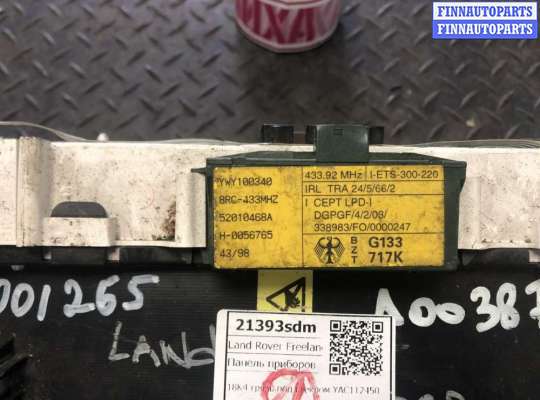 FINNAUTOPARTS
FINNAUTOPARTS
YWY100340
8RC-433MHZ
52010468A
H-0056765
43/98
433.92 MHz I-ETS-300-220
IRL TRA 24/5/66/2
I CEPT LPD-I
DGPGF/4/2/08/
338983/FO/0000247
B Z T
G133
717K
001265
A0038
LAND
21393sdm
Land Rover Freelan
Панель приборов